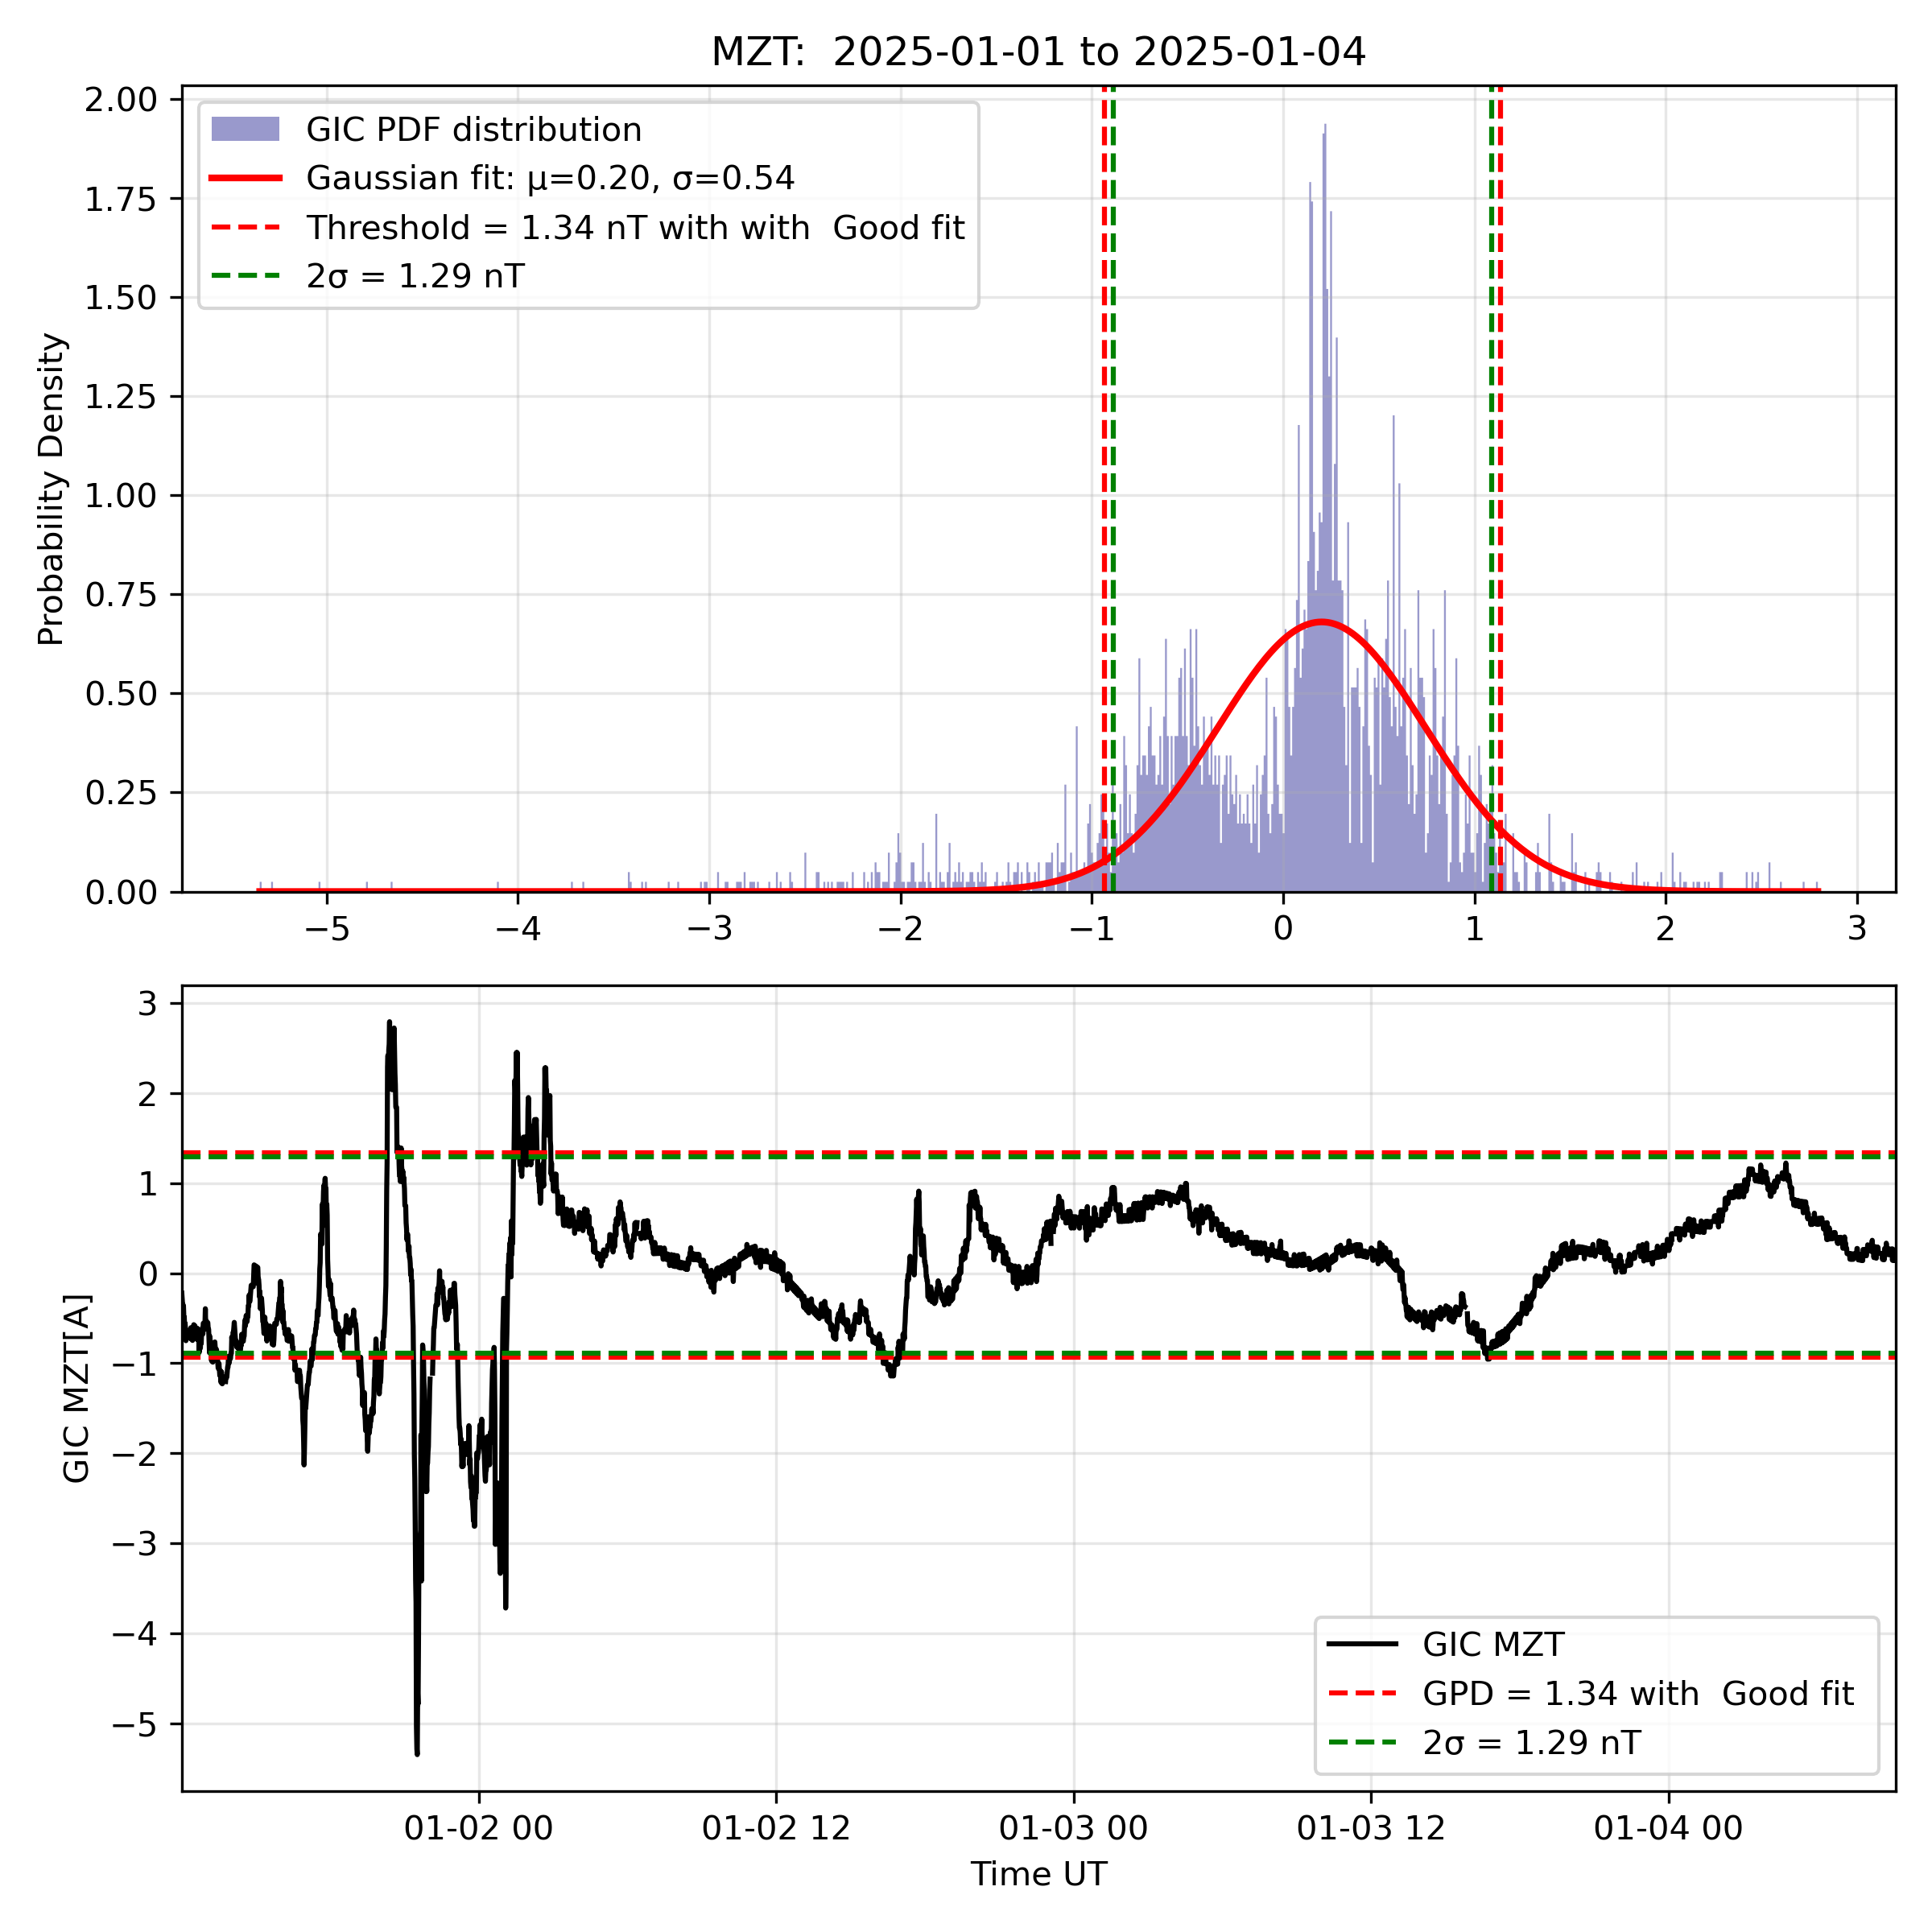 MZT:  2025-01-01 to 2025-01-04
2.00
1.75
1.50
1.25
1.00
0.75
0.50
0.25
0.00
Probability Density
GIC PDF distribution
Gaussian fit: μ=0.20, σ=0.54
Threshold = 1.34 nT with with  Good fit
2σ = 1.29 nT
−5 −4 −3 −2 −1 0 1 2 3
3
2
1
0
−1
−2
−3
−4
−5
GIC MZT[A]
GIC MZT
GPD = 1.34 with  Good fit
2σ = 1.29 nT
01-02 00 01-02 12 01-03 00 01-03 12 01-04 00
Time UT